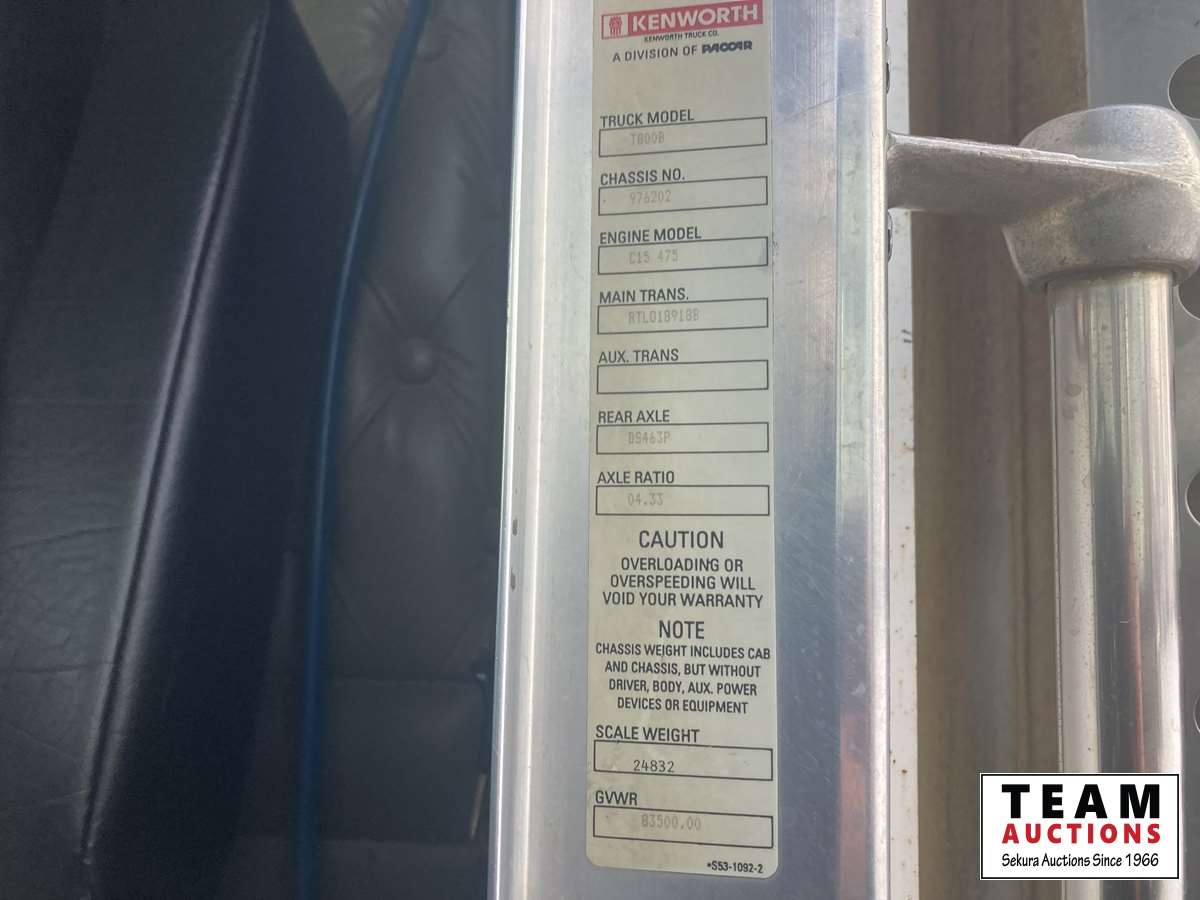 KENWORTH
KENWORTH TRUCK CO.
A DIVISION OF PACCAR
TRUCK MODEL
T800B
CHASSIS NO.
976202
ENGINE MODEL
C15 475
MAIN TRANS.
RTLO18918B
AUX. TRANS
REAR AXLE
DS463P
AXLE RATIO
04.33
CAUTION
OVERLOADING OR
OVERSPEEDING WILL
VOID YOUR WARRANTY
NOTE
CHASSIS WEIGHT INCLUDES CAB
AND CHASSIS, BUT WITHOUT
DRIVER, BODY, AUX. POWER
DEVICES OR EQUIPMENT
SCALE WEIGHT
24832
GVWR
83500.00
*S53-1092-2
TEAM
AUCTIONS
Sekura Auctions Since 1966